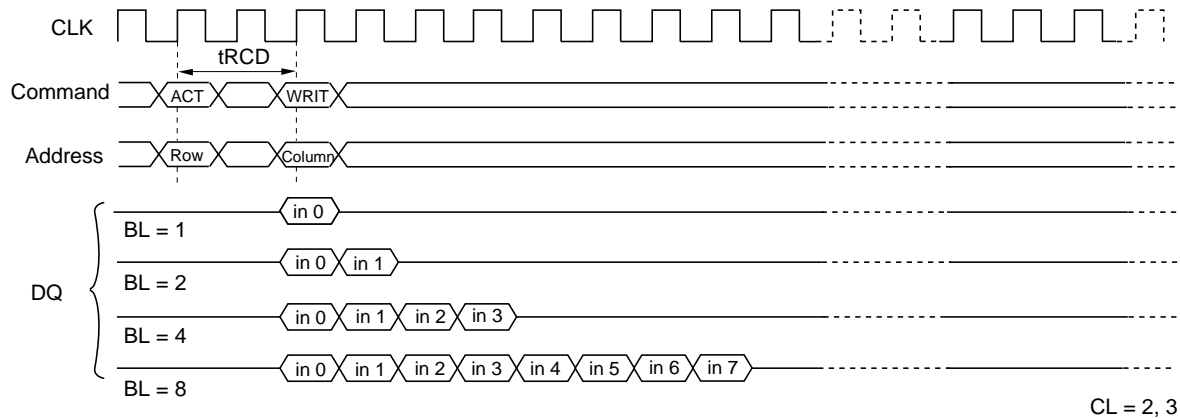 CLK
tRCD
Command ACT WRIT
Address Row Column
DQ
in 0
BL = 1
in 0 in 1
BL = 2
in 0 in 1 in 2 in 3
BL = 4
in 0 in 1 in 2 in 3 in 4 in 5 in 6 in 7
BL = 8
CL = 2, 3